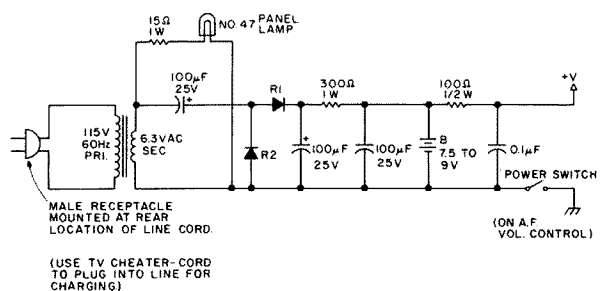 15Ω
1W
NO. 47 PANEL
LAMP
100µF
25V
+
R1
300Ω
1W
100Ω
1/2W
+V
115V
60Hz
PRI.
6.3VAC
SEC
R2
+
100µF
25V
100µF
25V
B
7.5 TO
9V
0.1µF
POWER SWITCH
(ON A.F.
VOL. CONTROL)
MALE RECEPTACLE
MOUNTED AT REAR
LOCATION OF LINE CORD.
(USE TV CHEATER-CORD
TO PLUG INTO LINE FOR
CHARGING)